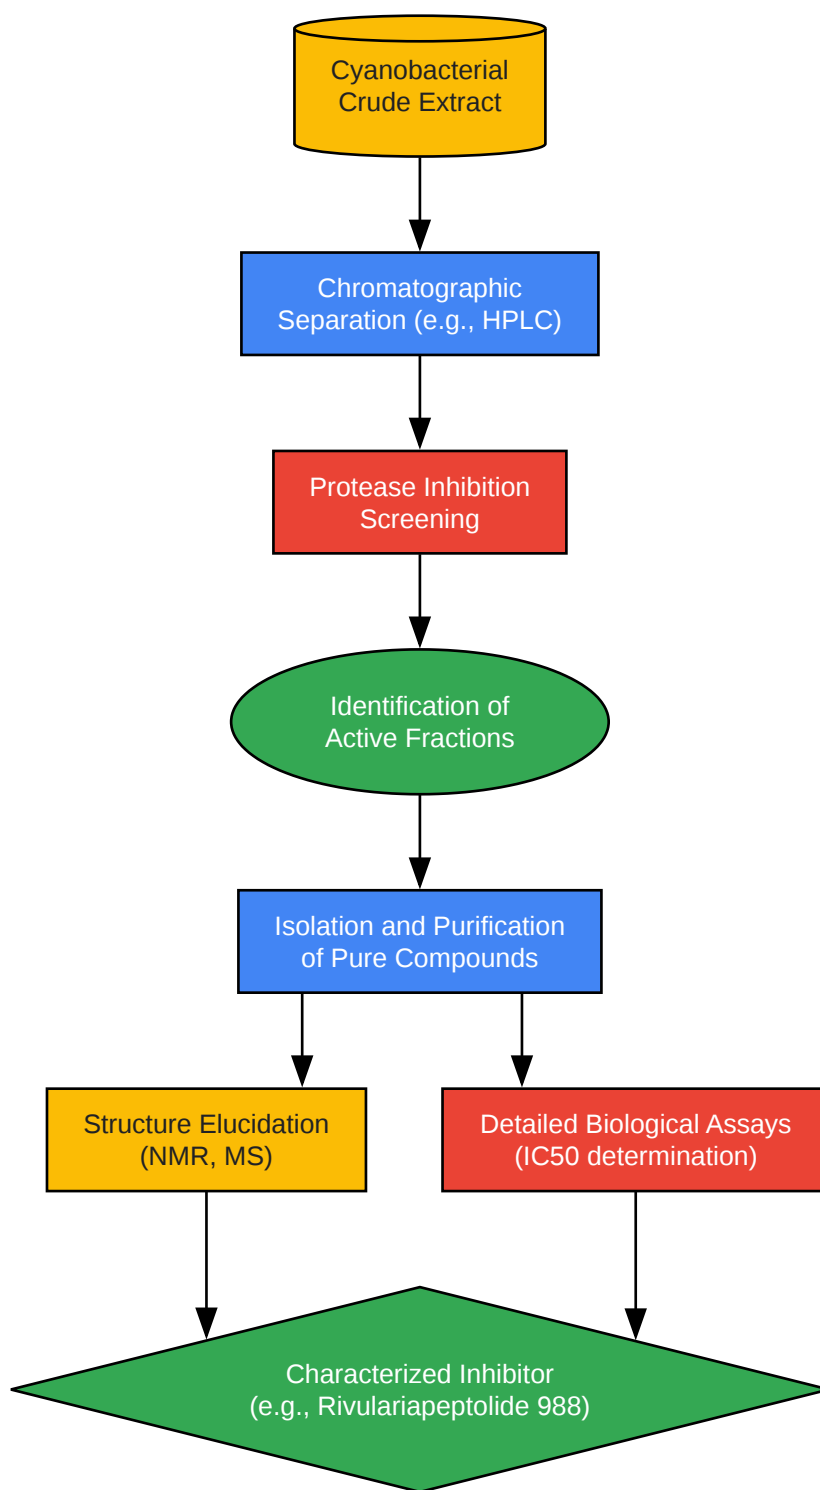 Cyanobacterial
Crude Extract
Chromatographic
Separation (e.g., HPLC)
Protease Inhibition
Screening
Identification of
Active Fractions
Isolation and Purification
of Pure Compounds
Structure Elucidation
(NMR, MS)
Detailed Biological Assays
(IC50 determination)
Characterized Inhibitor
(e.g., Rivulariapeptolide 988)